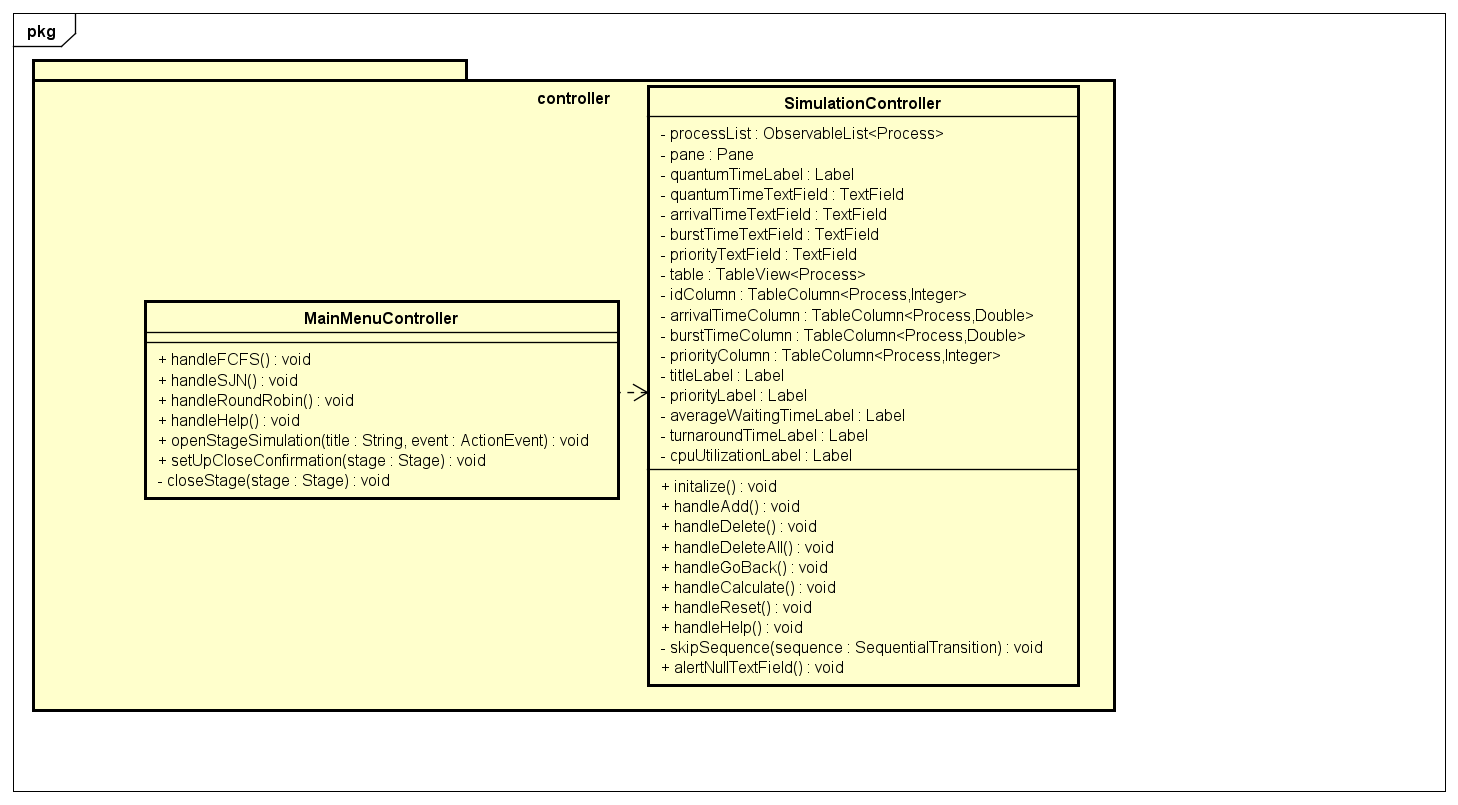 pkg
controller
MainMenuController
+ handleFCFS() : void
+ handleSJN() : void
+ handleRoundRobin() : void
+ handleHelp() : void
+ openStageSimulation(title : String, event : ActionEvent) : void
+ setUpCloseConfirmation(stage : Stage) : void
- closeStage(stage : Stage) : void
SimulationController
- processList : ObservableList<Process>
- pane : Pane
- quantumTimeLabel : Label
- quantumTimeTextField : TextField
- arrivalTimeTextField : TextField
- burstTimeTextField : TextField
- priorityTextField : TextField
- table : TableView<Process>
- idColumn : TableColumn<Process,Integer>
- arrivalTimeColumn : TableColumn<Process,Double>
- burstTimeColumn : TableColumn<Process,Double>
- priorityColumn : TableColumn<Process,Integer>
- titleLabel : Label
- priorityLabel : Label
- averageWaitingTimeLabel : Label
- turnaroundTimeLabel : Label
- cpuUtilizationLabel : Label
+ initalize() : void
+ handleAdd() : void
+ handleDelete() : void
+ handleDeleteAll() : void
+ handleGoBack() : void
+ handleCalculate() : void
+ handleReset() : void
+ handleHelp() : void
- skipSequence(sequence : SequentialTransition) : void
+ alertNullTextField() : void